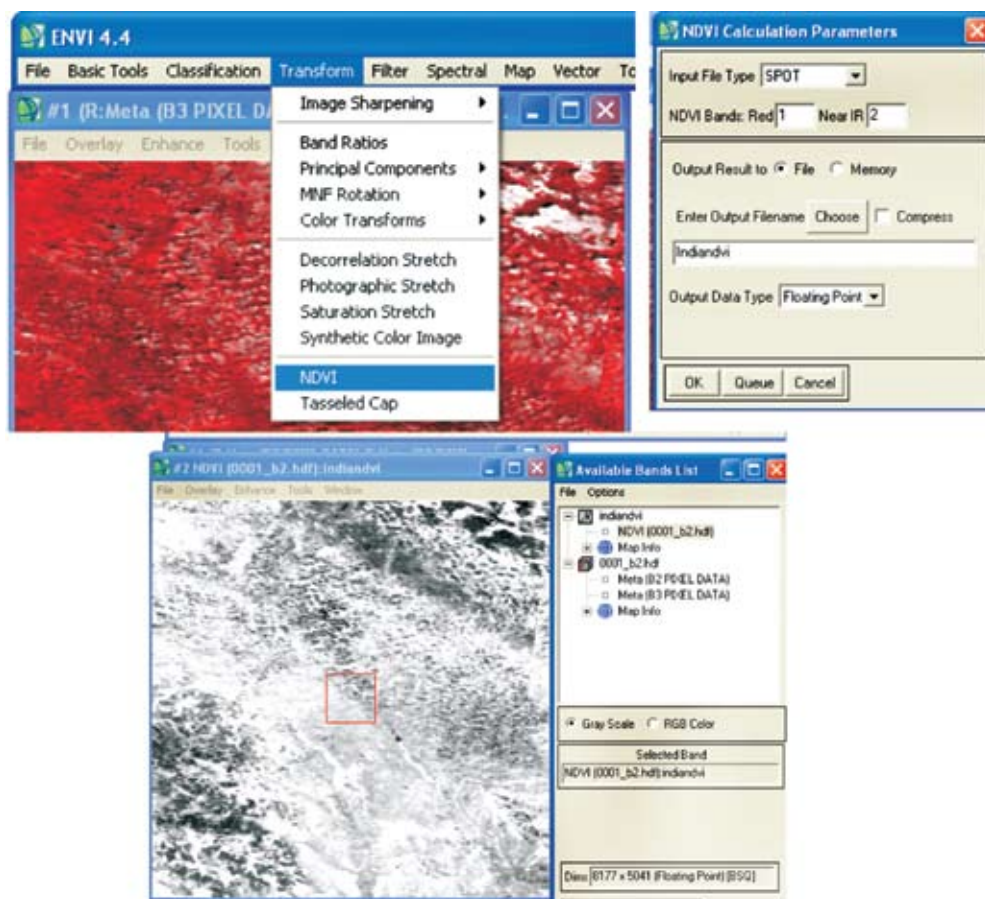 ENVI 4.4
File Basic Tools Classification Transform Filter Spectral Map Vector To
#1 (R:Meta (B3 PIXEL DA
File Overlay Enhance Tools
Image Sharpening
Band Ratios
Principal Components
MNF Rotation
Color Transforms
Decorrelation Stretch
Photographic Stretch
Saturation Stretch
Synthetic Color Image
NDVI
Tasseled Cap
NDVI Calculation Parameters
Input File Type SPOT
NDVI Bands: Red 1 Near IR 2
Output Result to File Memory
Enter Output Filename Choose Compress
Indiandvi
Output Data Type Floating Point
OK Queue Cancel
#2 NDVI (0001_b2.hdf):indiandvi
File Overlay Enhance Tools Window
Available Bands List
File Options
indiandvi
NDVI (0001_b2.hdf)
Map Info
0001_b2.hdf
Meta (B2 PIXEL DATA)
Meta (B3 PIXEL DATA)
Map Info
Gray Scale RGB Color
Selected Band
NDVI (0001_b2.hdf):indiandvi
Dims 8177 x 5041 (Floating Point) [BSQ]